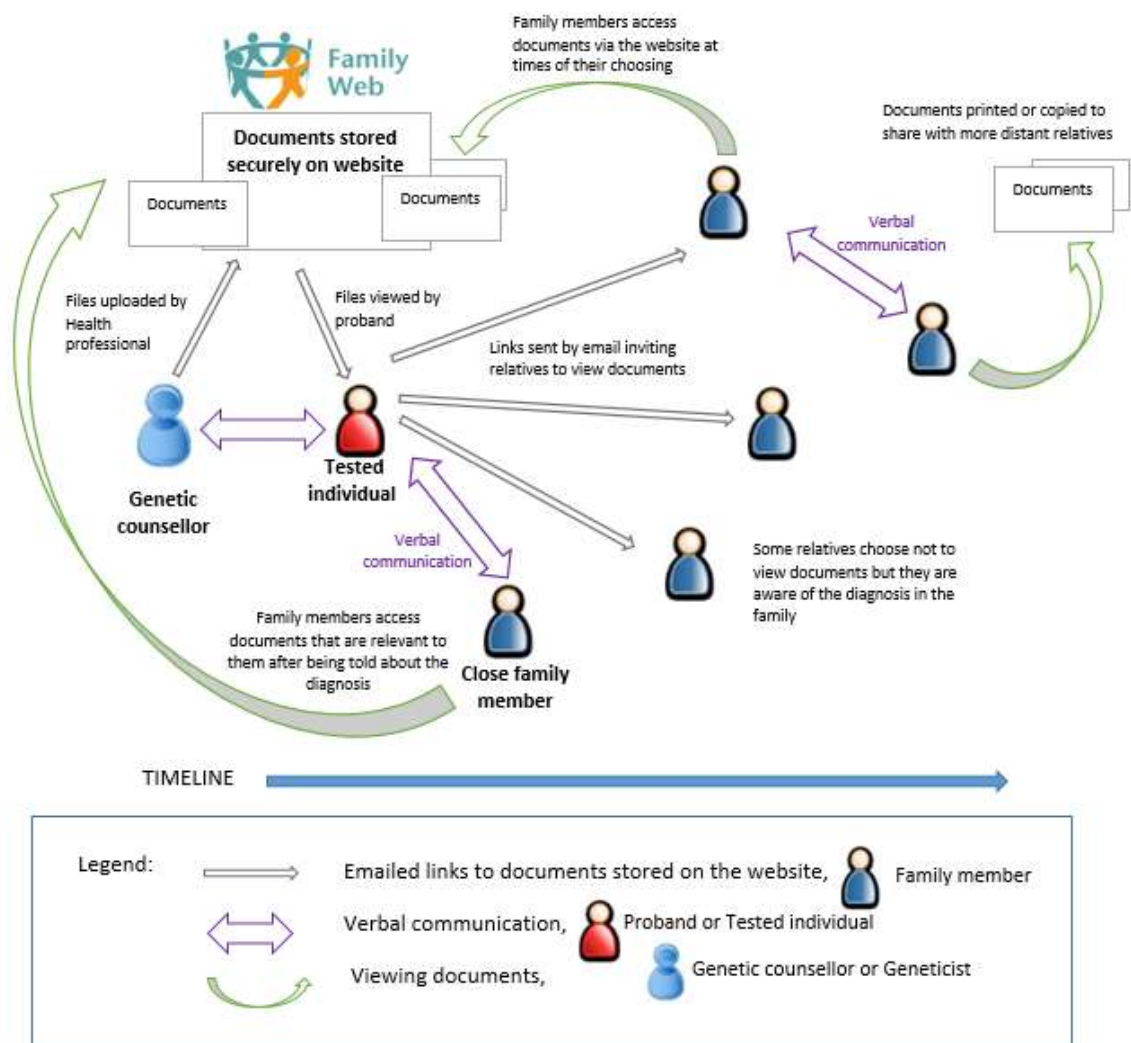 Family members access
documents via the website at
times of their choosing
Family
Web
Documents printed or copied to
share with more distant relatives
Documents stored
securely on website
Documents
Documents
Documents
Verbal
communication
Files uploaded by
Health
professional
Files viewed by
proband
Links sent by email inviting
relatives to view documents
Tested
individual
Genetic
counsellor
Verbal
communication
Some relatives choose not to
view documents but they are
aware of the diagnosis in the
family
Family members access
documents that are relevant to
them after being told about the
diagnosis
Close family
member
TIMELINE
Legend:
Emailed links to documents stored on the website,
Family member
Verbal communication,
Proband or Tested individual
Viewing documents,
Genetic counsellor or Geneticist